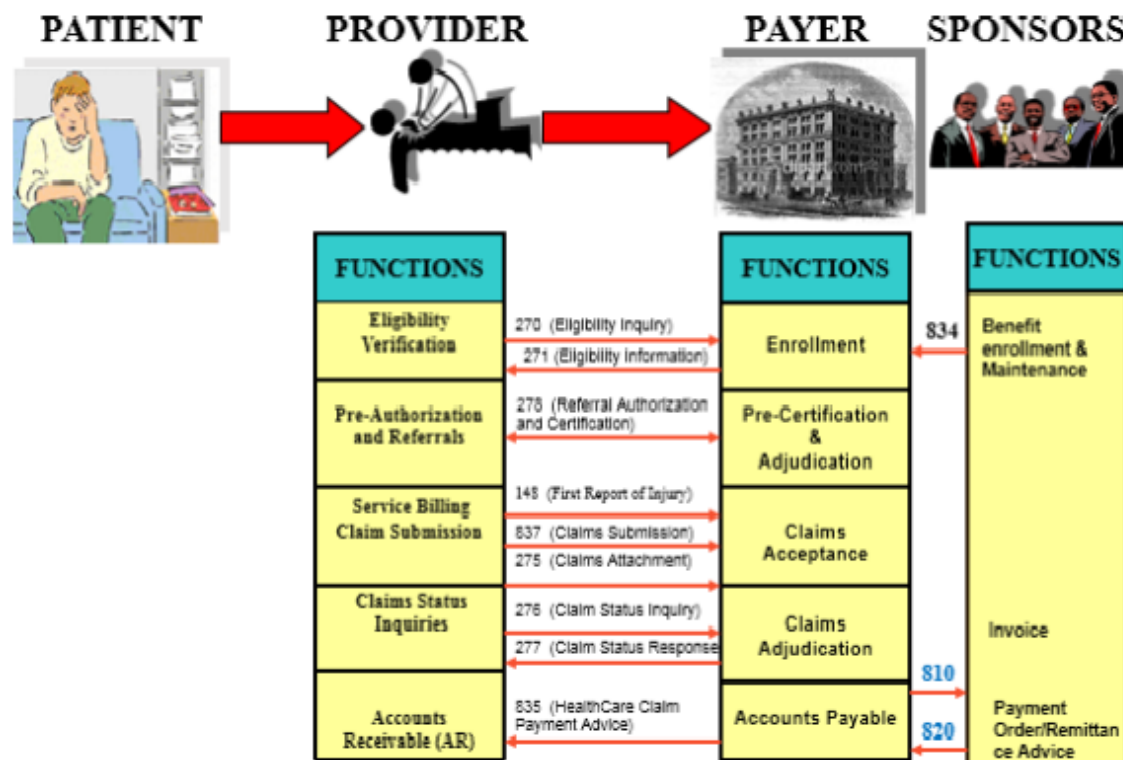 PATIENT
PROVIDER
PAYER
SPONSORS
FUNCTIONS
Eligibility
Verification
Pre-Authorization
and Referrals
Service Billing
Claim Submission
Claims Status
Inquiries
Accounts
Receivable (AR)
270 (Eligibility Inquiry)
271 (Eligibility information)
278 (Referral Authorization
and Certification)
148 (First Report of Injury)
837 (Claims Submission)
275 (Claims Attachment)
276 (Claim Status Inquiry)
277 (Claim Status Response
835 (HealthCare Claim
Payment Advice)
FUNCTIONS
Enrollment
Pre-Certification
&
Adjudication
Claims
Acceptance
Claims
Adjudication
Accounts Payable
834
810
820
FUNCTIONS
Benefit
enrollment &
Maintenance
Invoice
Payment
Order/Remittan
ce Advice